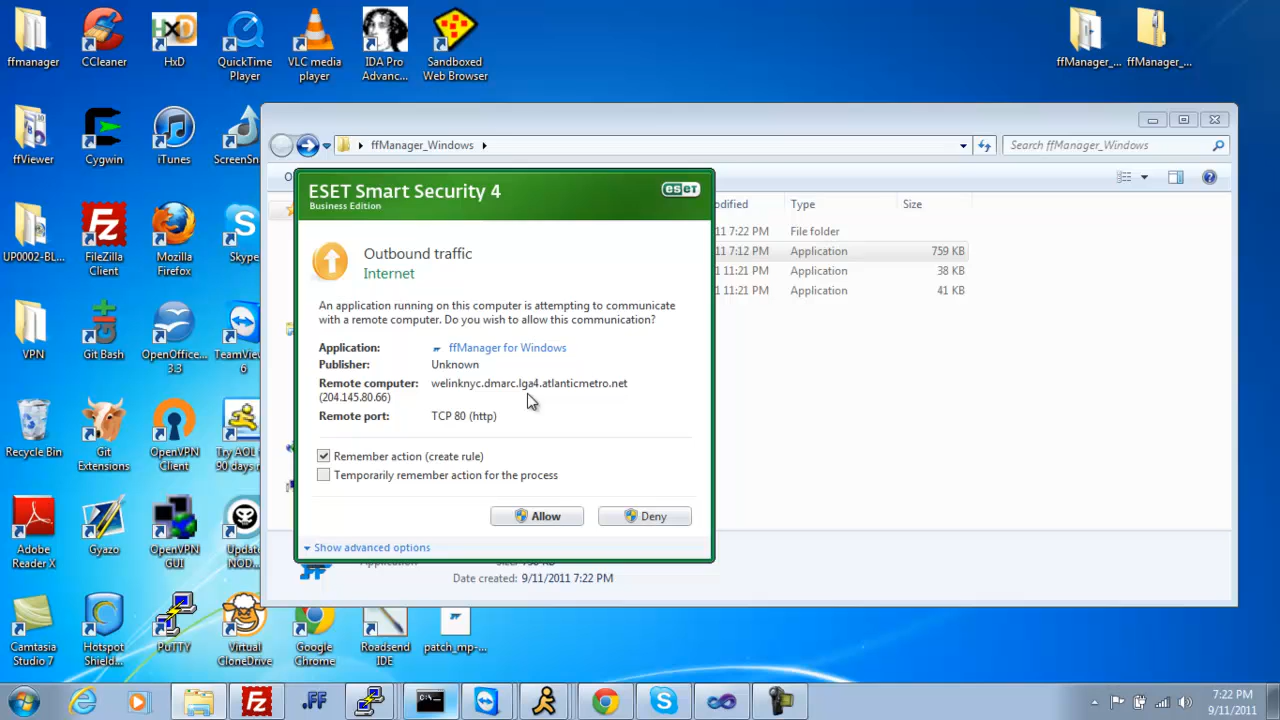 ffmanager
CCleaner
HxD
QuickTime
Player
VLC media
player
IDA Pro
Advanc...
Sandboxed
Web Browser
ffManager_...
ffManager_...
ffViewer
Cygwin
iTunes
ScreenSn
UP0002-BL...
FileZilla
Client
Mozilla
Firefox
Skype
VPN
Git Bash
OpenOffice...
3.3
TeamVie
6
Recycle Bin
Git
Extensions
OpenVPN
Client
Try AOL
90 days
Adobe
Reader X
Gyazo
OpenVPN
GUI
Updat
NOD
Camtasia
Studio 7
Hotspot
Shield...
PuTTY
Virtual
CloneDrive
Google
Chrome
Roadsend
IDE
patch_mp-...
ffManager_Windows
Search ffManager_Windows
odified
Type
Size
11 7:22 PM
File folder
11 7:12 PM
Application
759 KB
11 11:21 PM
Application
38 KB
11 11:21 PM
Application
41 KB
ESET Smart Security 4
Business Edition
eset
Outbound traffic
Internet
An application running on this computer is attempting to communicate
with a remote computer. Do you wish to allow this communication?
Application:
ffManager for Windows
Publisher:
Unknown
Remote computer:
welinknyc.dmarc.lga4.atlanticmetro.net
(204.145.80.66)
Remote port:
TCP 80 (http)
Remember action (create rule)
Temporarily remember action for the process
Allow
Deny
Show advanced options
Date created: 9/11/2011 7:22 PM
.FF
7:22 PM
9/11/2011